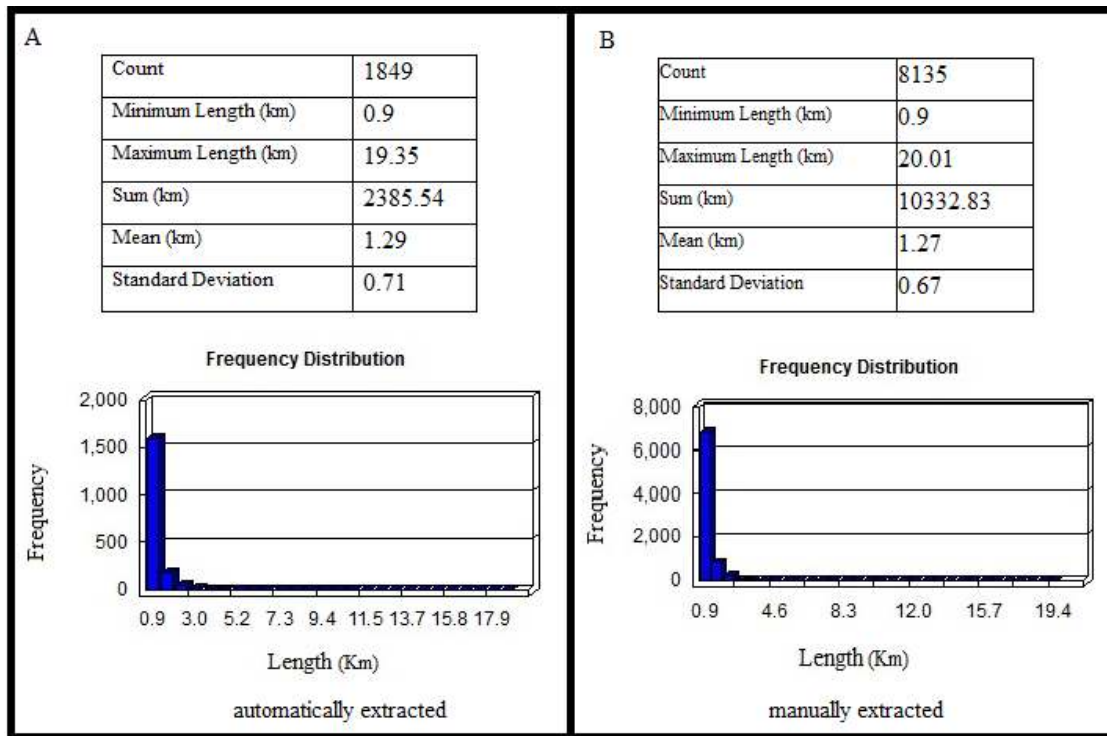 A
Count 1849
Minimum Length (km) 0.9
Maximum Length (km) 19.35
Sum (km) 2385.54
Mean (km) 1.29
Standard Deviation 0.71
Frequency Distribution
2,000
1,500
1,000
500
0
Frequency
0.9 3.0 5.2 7.3 9.4 11.5 13.7 15.8 17.9
Length (Km)
automatically extracted
B
Count 8135
Minimum Length (km) 0.9
Maximum Length (km) 20.01
Sum (km) 10332.83
Mean (km) 1.27
Standard Deviation 0.67
Frequency Distribution
8,000
6,000
4,000
2,000
0
Frequency
0.9 4.6 8.3 12.0 15.7 19.4
Length (Km)
manually extracted